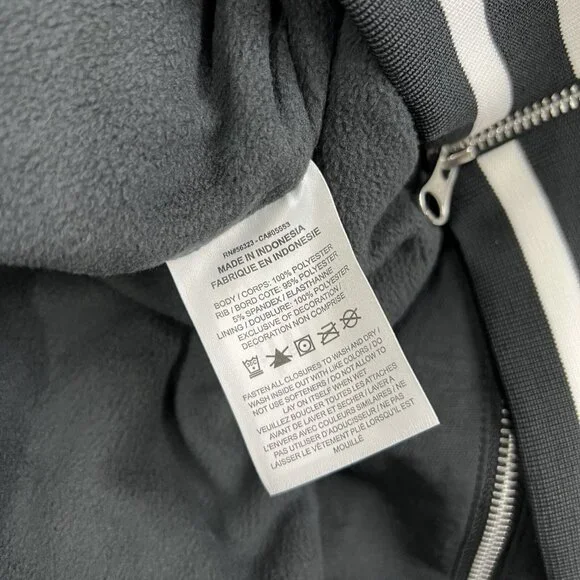 RN#56323 - CA#05553
MADE IN INDONESIA
FABRIQUE EN INDONESIE
BODY / CORPS: 100% POLYESTER
RIB / BORD COTE: 95% POLYESTER
5% SPANDEX / ELASTHANNE
LINING / DOUBLURE: 100% POLYESTER
EXCLUSIVE OF DECORATION /
DECORATION NON COMPRISE
FASTEN ALL CLOSURES TO WASH AND DRY /
WASH INSIDE OUT WITH LIKE COLORS / DO
NOT USE SOFTENERS / DO NOT ALLOW TO
LAY ON ITSELF WHEN WET
VEUILLEZ BOUCLER TOUTES LES ATTACHES
AVANT DE LAVER ET SECHER / LAVER A
L'ENVERS AVEC COULEURS SIMILAIRES / NE
PAS UTILISER D'ADOUCISSEUR / NE PAS
LAISSER LE VÊTEMENT PLIÉ LORSQU'IL EST
MOUILLÉ